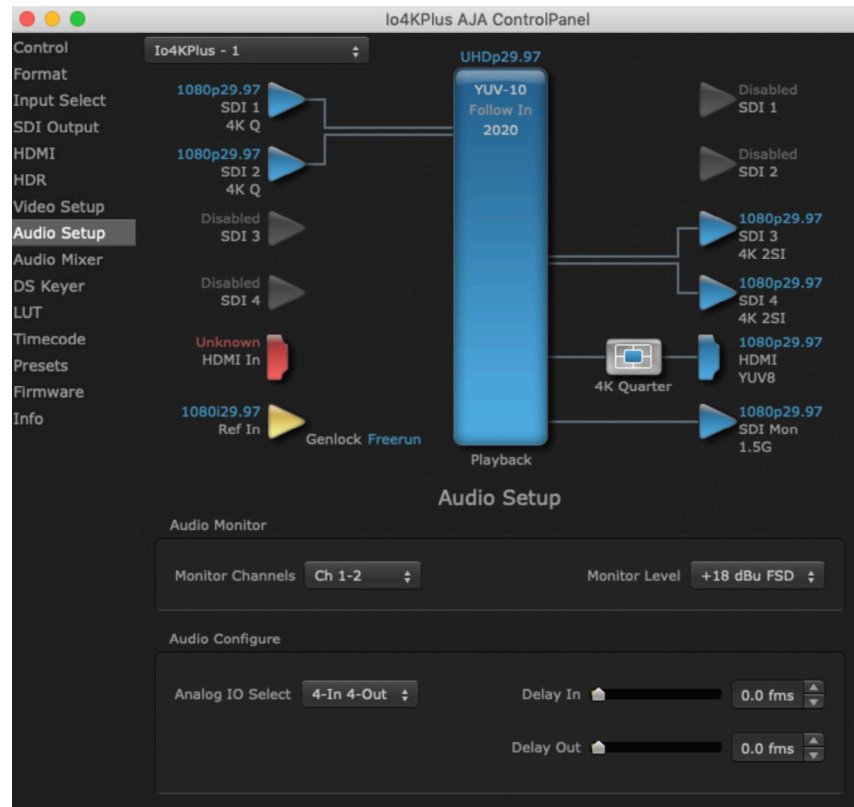 Io4KPlus AJA ControlPanel
Control
Format
Input Select
SDI Output
HDMI
HDR
Video Setup
Audio Setup
Audio Mixer
DS Keyer
LUT
Timecode
Presets
Firmware
Info
Io4KPlus - 1
UHDp29.97
YUV-10
Follow In
2020
Playback
1080p29.97
SDI 1
4K Q
1080p29.97
SDI 2
4K Q
Disabled
SDI 3
Disabled
SDI 4
Unknown
HDMI In
1080i29.97
Ref In
Genlock Freerun
Disabled
SDI 1
Disabled
SDI 2
1080p29.97
SDI 3
4K 2SI
1080p29.97
SDI 4
4K 2SI
4K Quarter
1080p29.97
HDMI
YUV8
1080p29.97
SDI Mon
1.5G
Audio Setup
Audio Monitor
Monitor Channels Ch 1-2 Monitor Level +18 dBu FSD
Audio Configure
Analog IO Select 4-In 4-Out Delay In 0.0 fms
Delay Out 0.0 fms